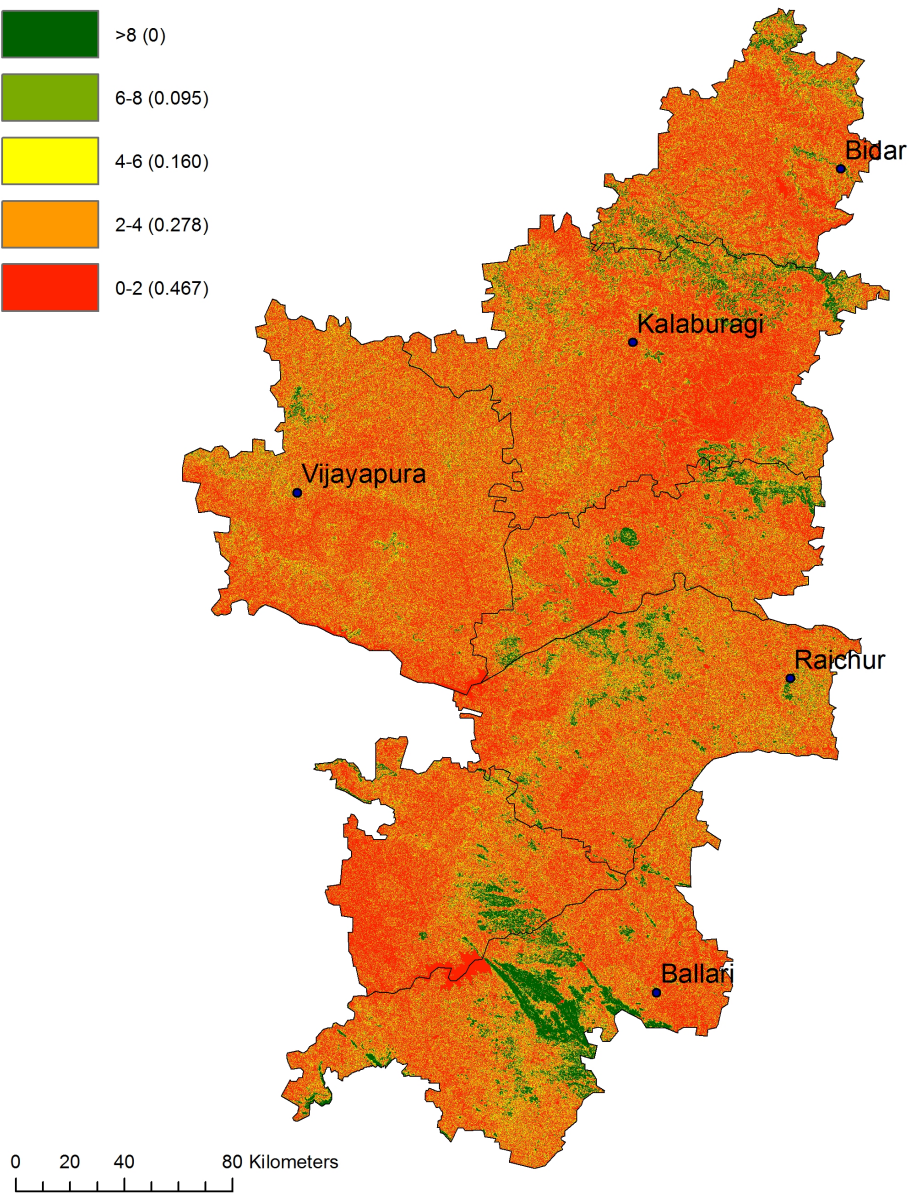 >8 (0)
6-8 (0.095)
4-6 (0.160)
2-4 (0.278)
0-2 (0.467)
Bidar
Kalaburagi
Vijayapura
Raichur
Ballari
0 20 40 80 Kilometers